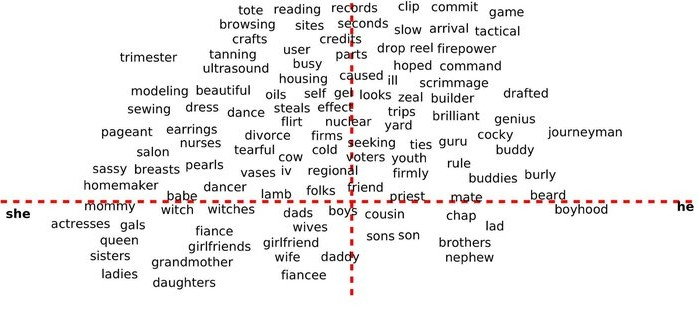 tote reading records clip commit game
browsing sites seconds slow arrival tactical
crafts user credits parts drop reel firepower
trimester tanning busy hoped command
ultrasound housing caused ill scrimmage
modeling beautiful oils self gel looks zeal builder drafted
sewing dress dance steals effect trips brilliant genius
pageant earrings flirt nuclear yard cocky journeyman
nurses divorce firms seeking ties guru buddy
salon tearful cow cold voters youth rule
sassy breasts pearls vases iv regional firmly buddies burly
homemaker babe dancer lamb folks friend priest mate beard
she he
mommy witch witches dads boys cousin chap boyhood
actresses gals fiance wives sons son lad
queen girlfriends girlfriend brothers
sisters grandmother wife daddy nephew
ladies daughters fiancee